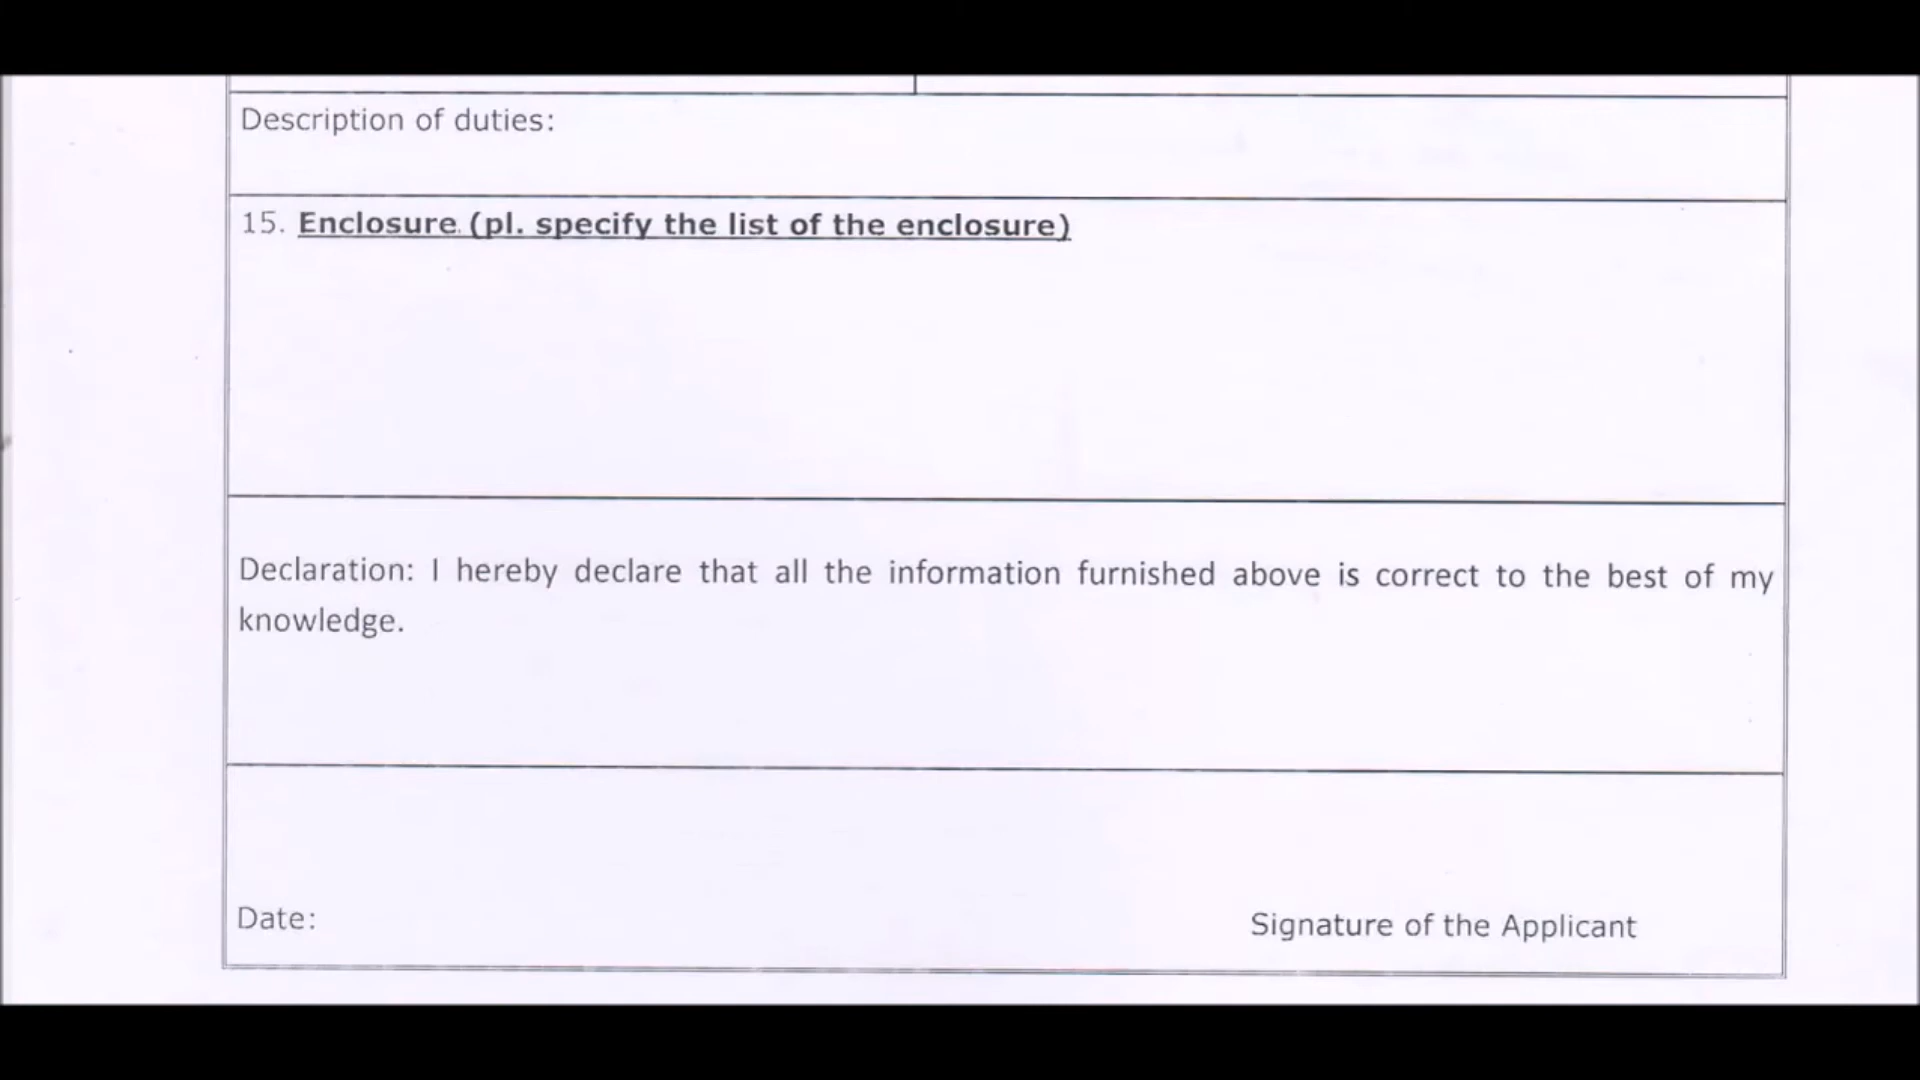 Description of duties:
15. Enclosure (pl. specify the list of the enclosure)
Declaration: I hereby declare that all the information furnished above is correct to the best of my
knowledge.
Date:
Signature of the Applicant